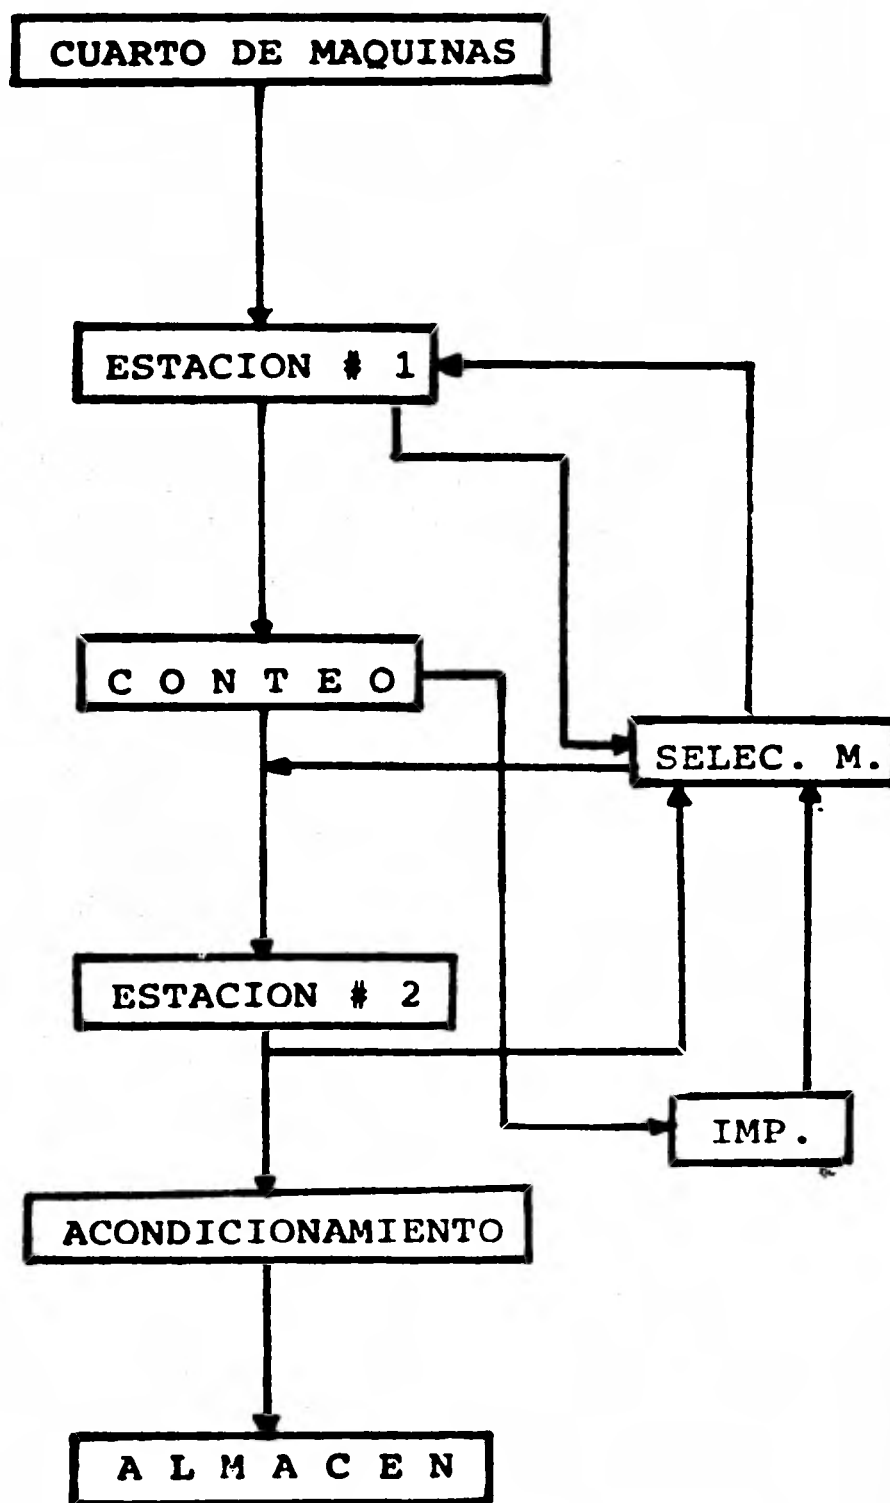 CUARTO DE MAQUINAS
ESTACION # 1
C O N T E O
SELEC. M.
ESTACION # 2
IMP.
ACONDICIONAMIENTO
A L M A C E N